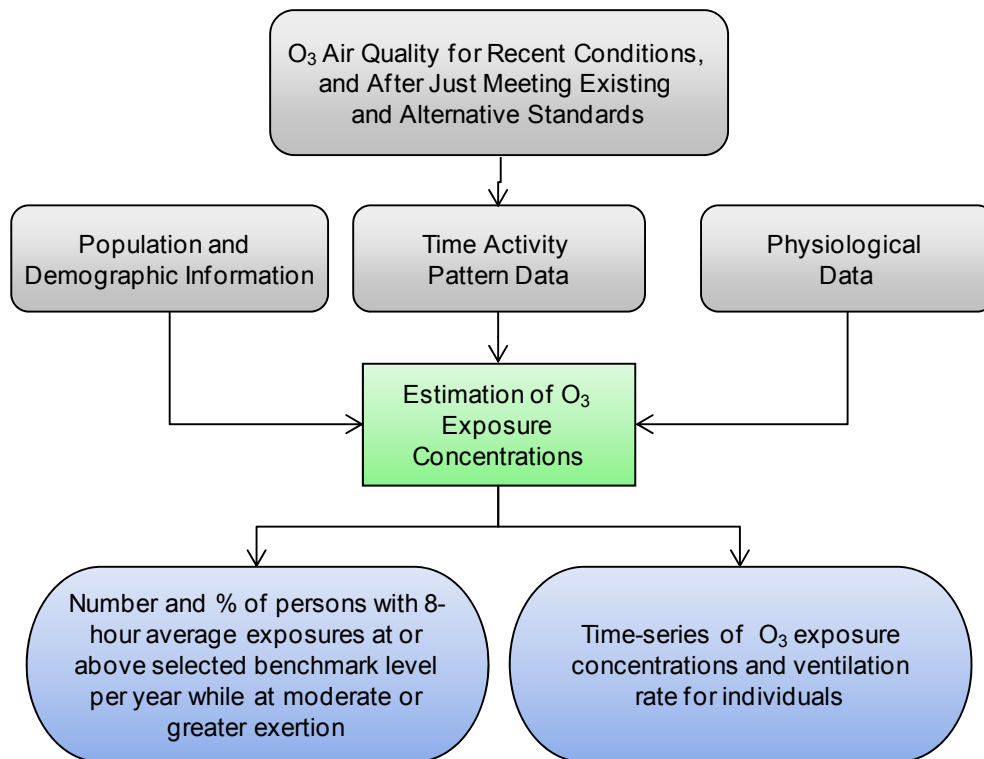 O₃ Air Quality for Recent Conditions,
and After Just Meeting Existing
and Alternative Standards
Population and
Demographic Information
Time Activity
Pattern Data
Physiological
Data
Estimation of O₃
Exposure
Concentrations
Number and % of persons with 8-
hour average exposures at or
above selected benchmark level
per year while at moderate or
greater exertion
Time-series of O₃ exposure
concentrations and ventilation
rate for individuals